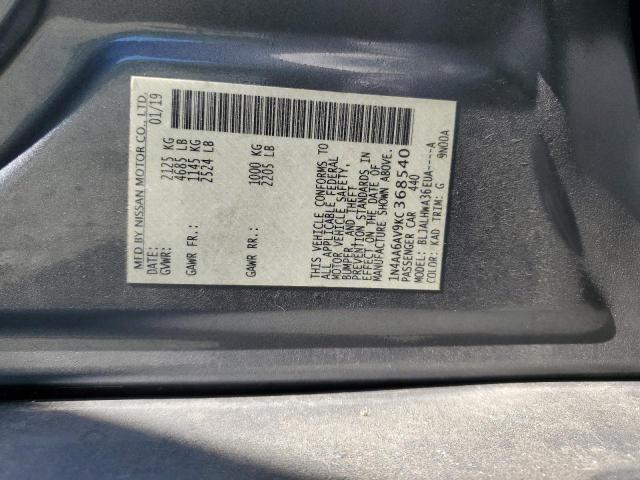 MFD BY NISSAN MOTOR CO., LTD.
DATE: 01/19
GVWR: 2125 KG
4685 LB
GAWR FR.: 1145 KG
2524 LB
GAWR RR.: 1000 KG
2205 LB
THIS VEHICLE CONFORMS TO
ALL APPLICABLE FEDERAL
MOTOR VEHICLE SAFETY,
BUMPER, AND THEFT
PREVENTION STANDARDS IN
EFFECT ON THE DATE OF
MANUFACTURE SHOWN ABOVE.
1N4AA6AV9KC368540
PASSENGER CAR 440
MODEL: BLJALHWA36EUA----A
COLOR: KAD TRIM: G 9N00A